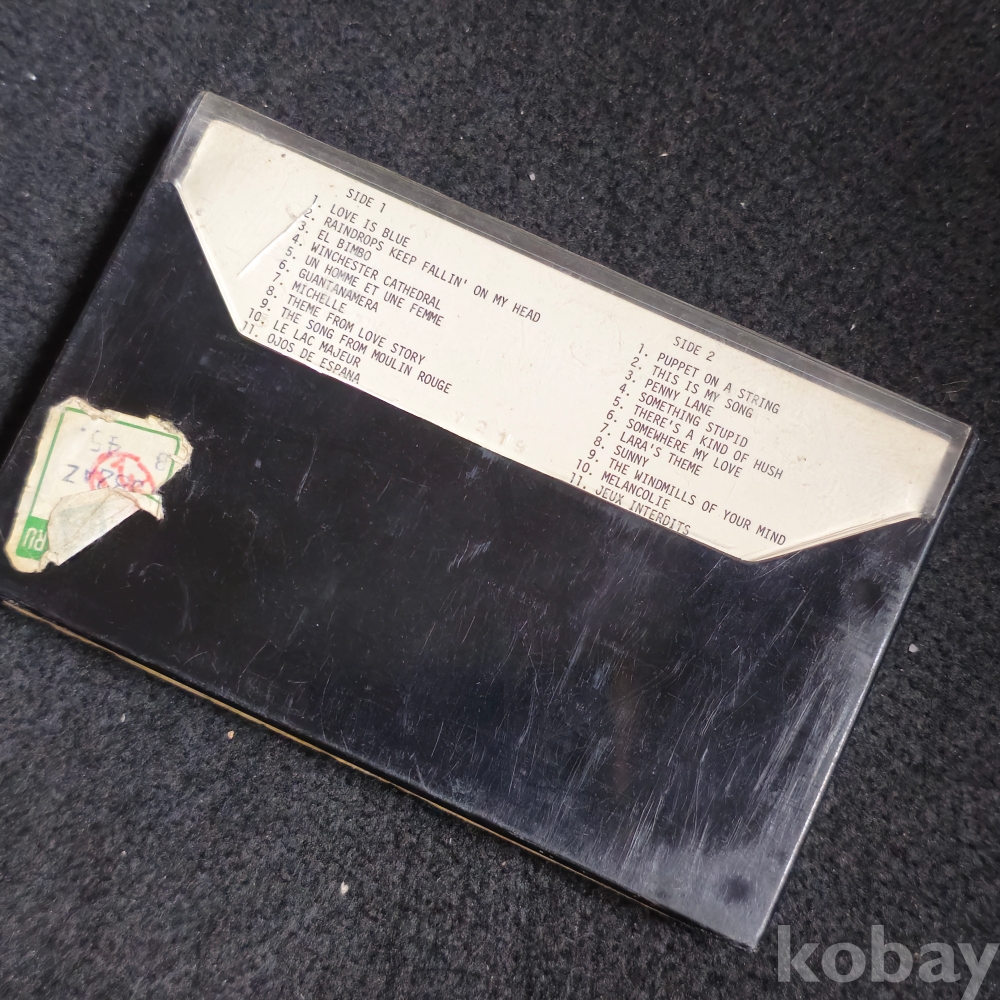 SIDE 1
1. LOVE IS BLUE
2. RAINDROPS KEEP FALLIN' ON MY HEAD
3. EL BIMBO
4. WINCHESTER CATHEDRAL
5. UN HOMME ET UNE FEMME
6. GUANTANAMERA
7. MICHELLE
8. THEME FROM LOVE STORY
9. THE SONG FROM MOULIN ROUGE
10. LE LAC MAJEUR
11. OJOS DE ESPANA
SIDE 2
1. PUPPET ON A STRING
2. THIS IS MY SONG
3. PENNY LANE
4. SOMETHING STUPID
5. THERE'S A KIND OF HUSH
6. SOMEWHERE MY LOVE
7. LARA'S THEME
8. SUNNY
9. THE WINDMILLS OF YOUR MIND
10. MELANCOLIE
11. JEUX INTERDITS
RU
45.
kobay